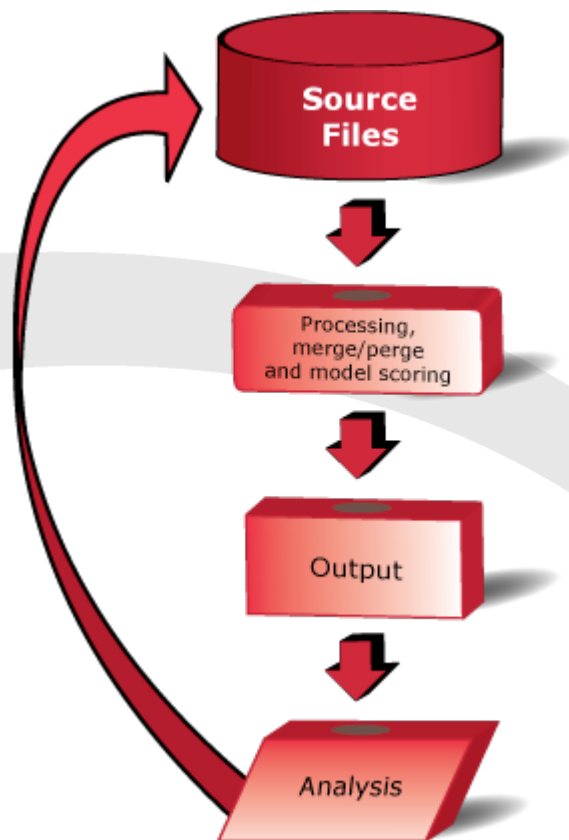 Source
Files
Processing,
merge/perge
and model scoring
Output
Analysis